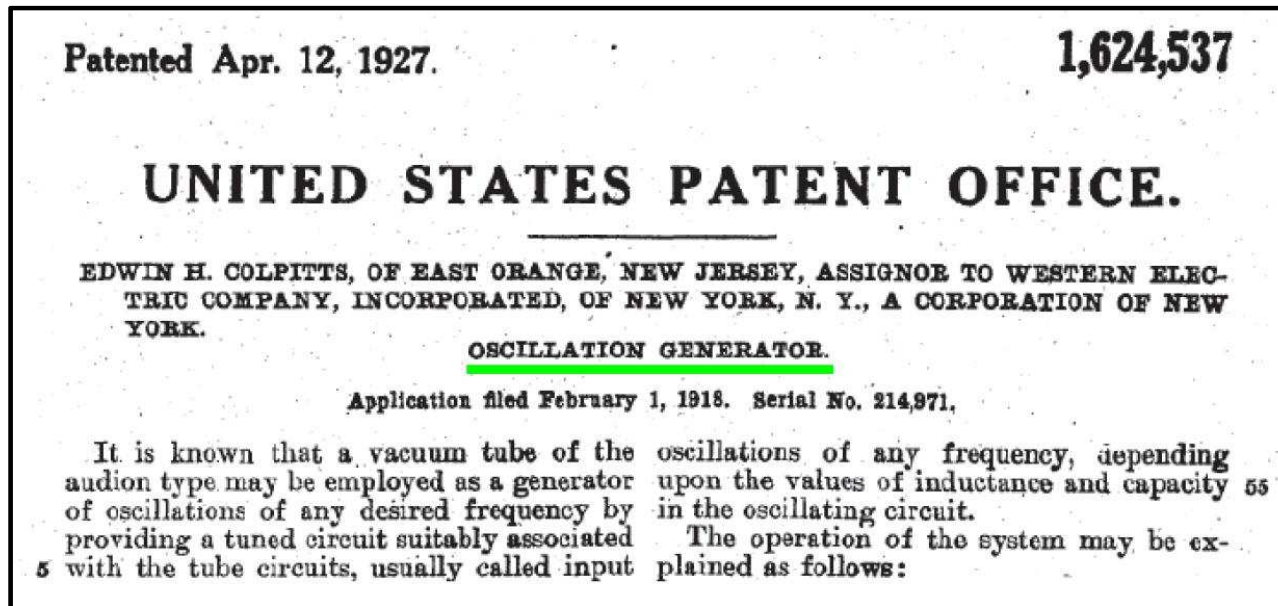 Patented Apr. 12, 1927.
1,624,537
UNITED STATES PATENT OFFICE.
EDWIN H. COLPITTS, OF EAST ORANGE, NEW JERSEY, ASSIGNOR TO WESTERN ELEC-
TRIC COMPANY, INCORPORATED, OF NEW YORK, N. Y., A CORPORATION OF NEW
YORK.
OSCILLATION GENERATOR.
Application filed February 1, 1918. Serial No. 214,971.
It is known that a vacuum tube of the
audion type may be employed as a generator
of oscillations of any desired frequency by
providing a tuned circuit suitably associated
5 with the tube circuits, usually called input
oscillations of any frequency, depending
upon the values of inductance and capacity 55
in the oscillating circuit.
The operation of the system may be ex-
plained as follows: